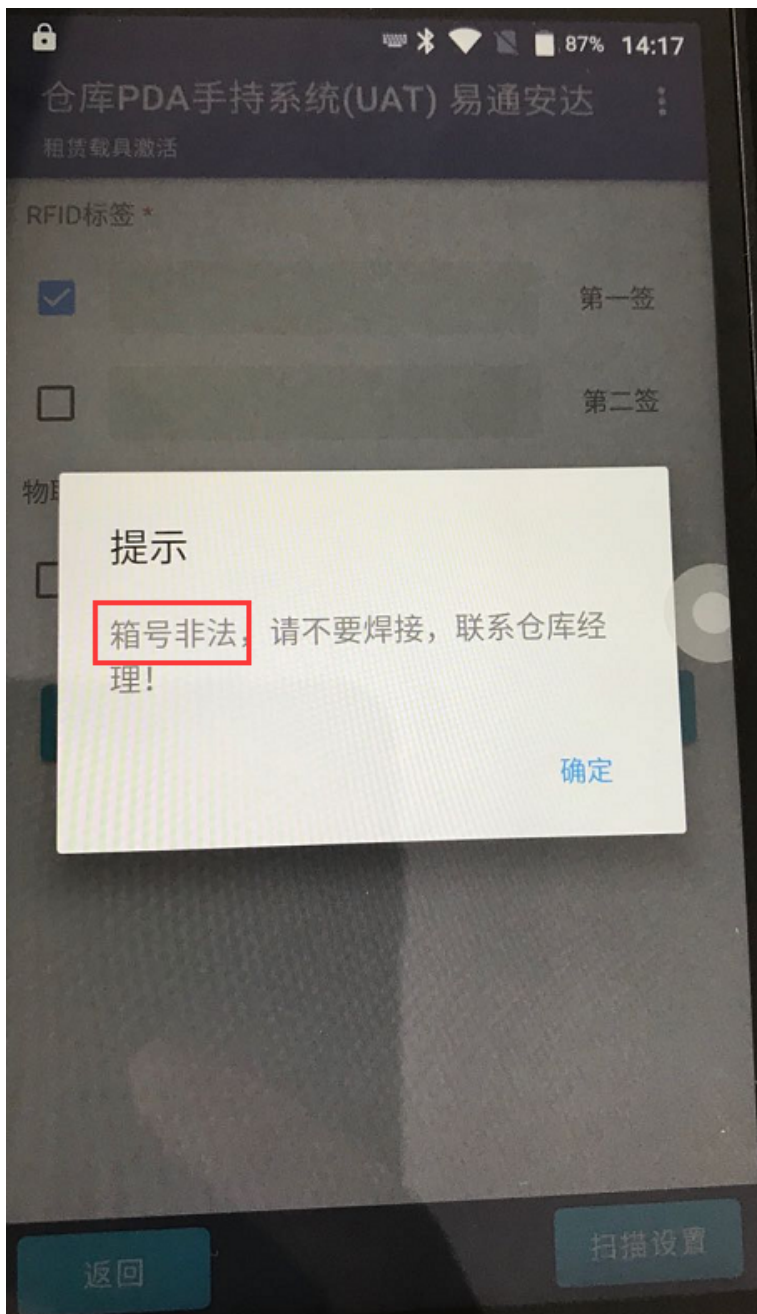 87% 14:17
仓库PDA手持系统(UAT) 易通安达
租赁载具激活
RFID标签 *
第一签
第二签
物
提示
箱号非法，请不要焊接，联系仓库经
理！
确定
返回
扫描设置